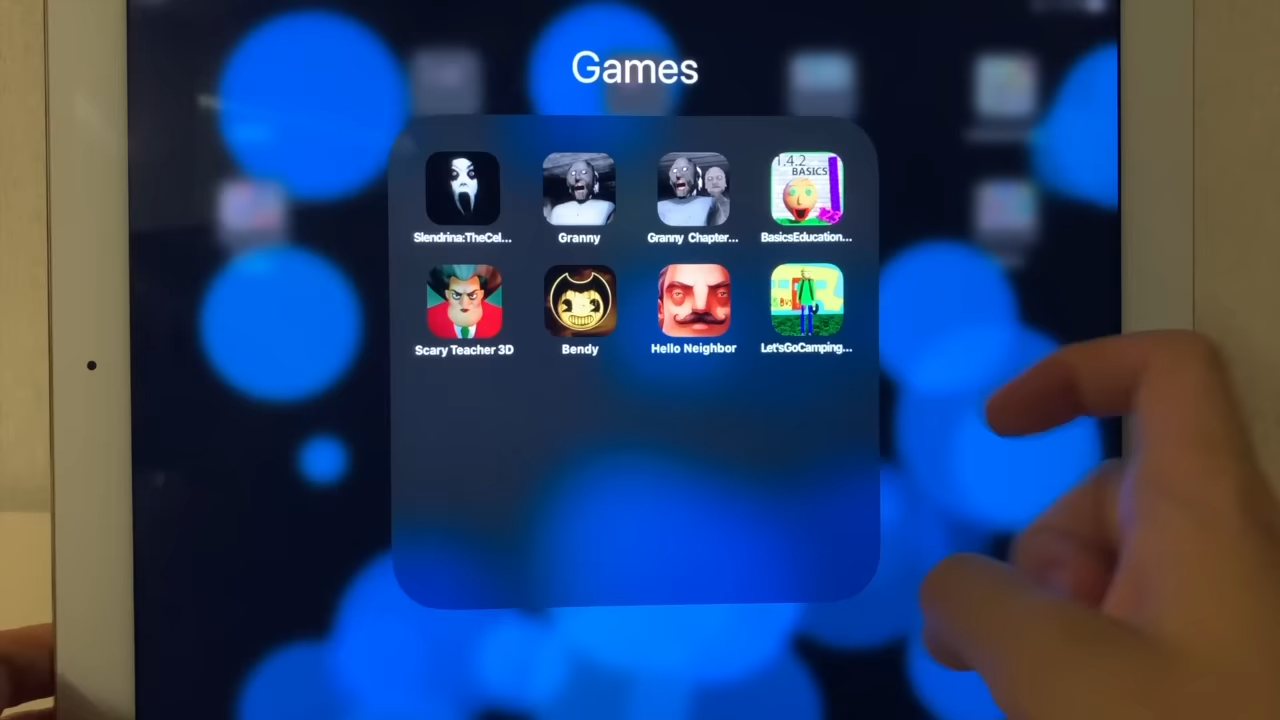 Games
1.4.2
BASICS
Slendrina:TheCel...
Granny
Granny Chapter...
BasicsEducation...
Scary Teacher 3D
Bendy
Hello Neighbor
Let'sGoCamping...